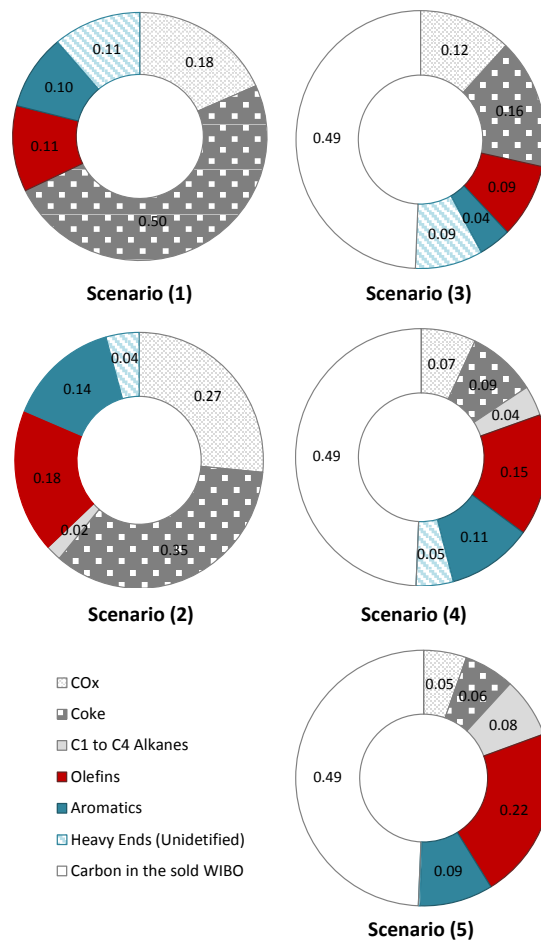 0.11
0.18
0.10
0.11
0.50
Scenario (1)
0.12
0.49
0.16
0.09
0.04
0.09
Scenario (3)
0.04
0.27
0.14
0.18
0.02
0.35
Scenario (2)
0.07
0.09
0.04
0.49
0.15
0.11
0.05
Scenario (4)
COx
Coke
C1 to C4 Alkanes
Olefins
Aromatics
Heavy Ends (Unidetified)
Carbon in the sold WIBO
0.05
0.06
0.08
0.49
0.22
0.09
Scenario (5)